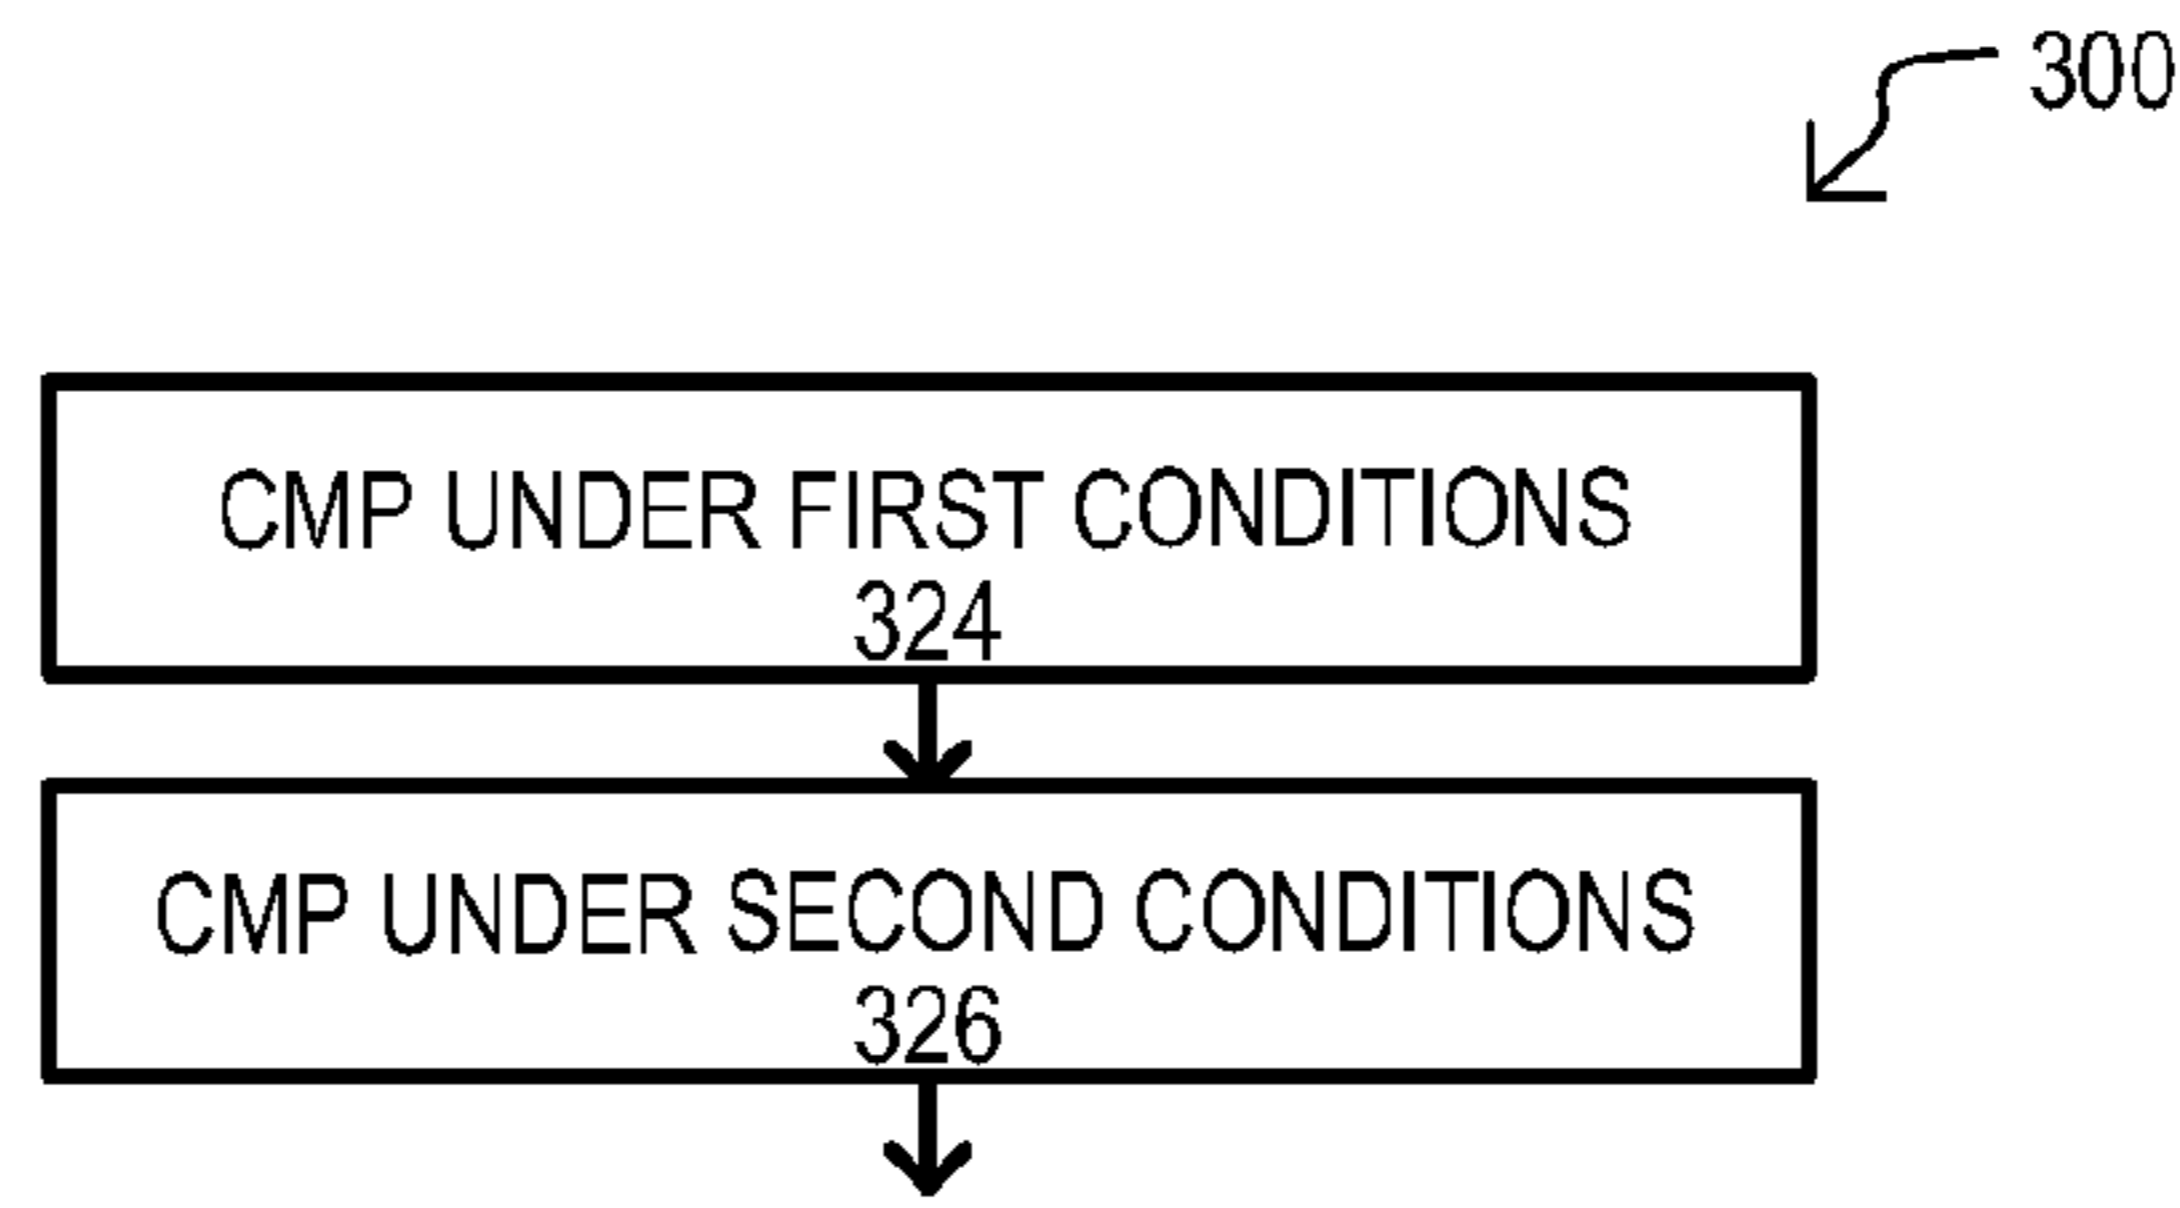 300
CMP UNDER FIRST CONDITIONS
324
CMP UNDER SECOND CONDITIONS
326